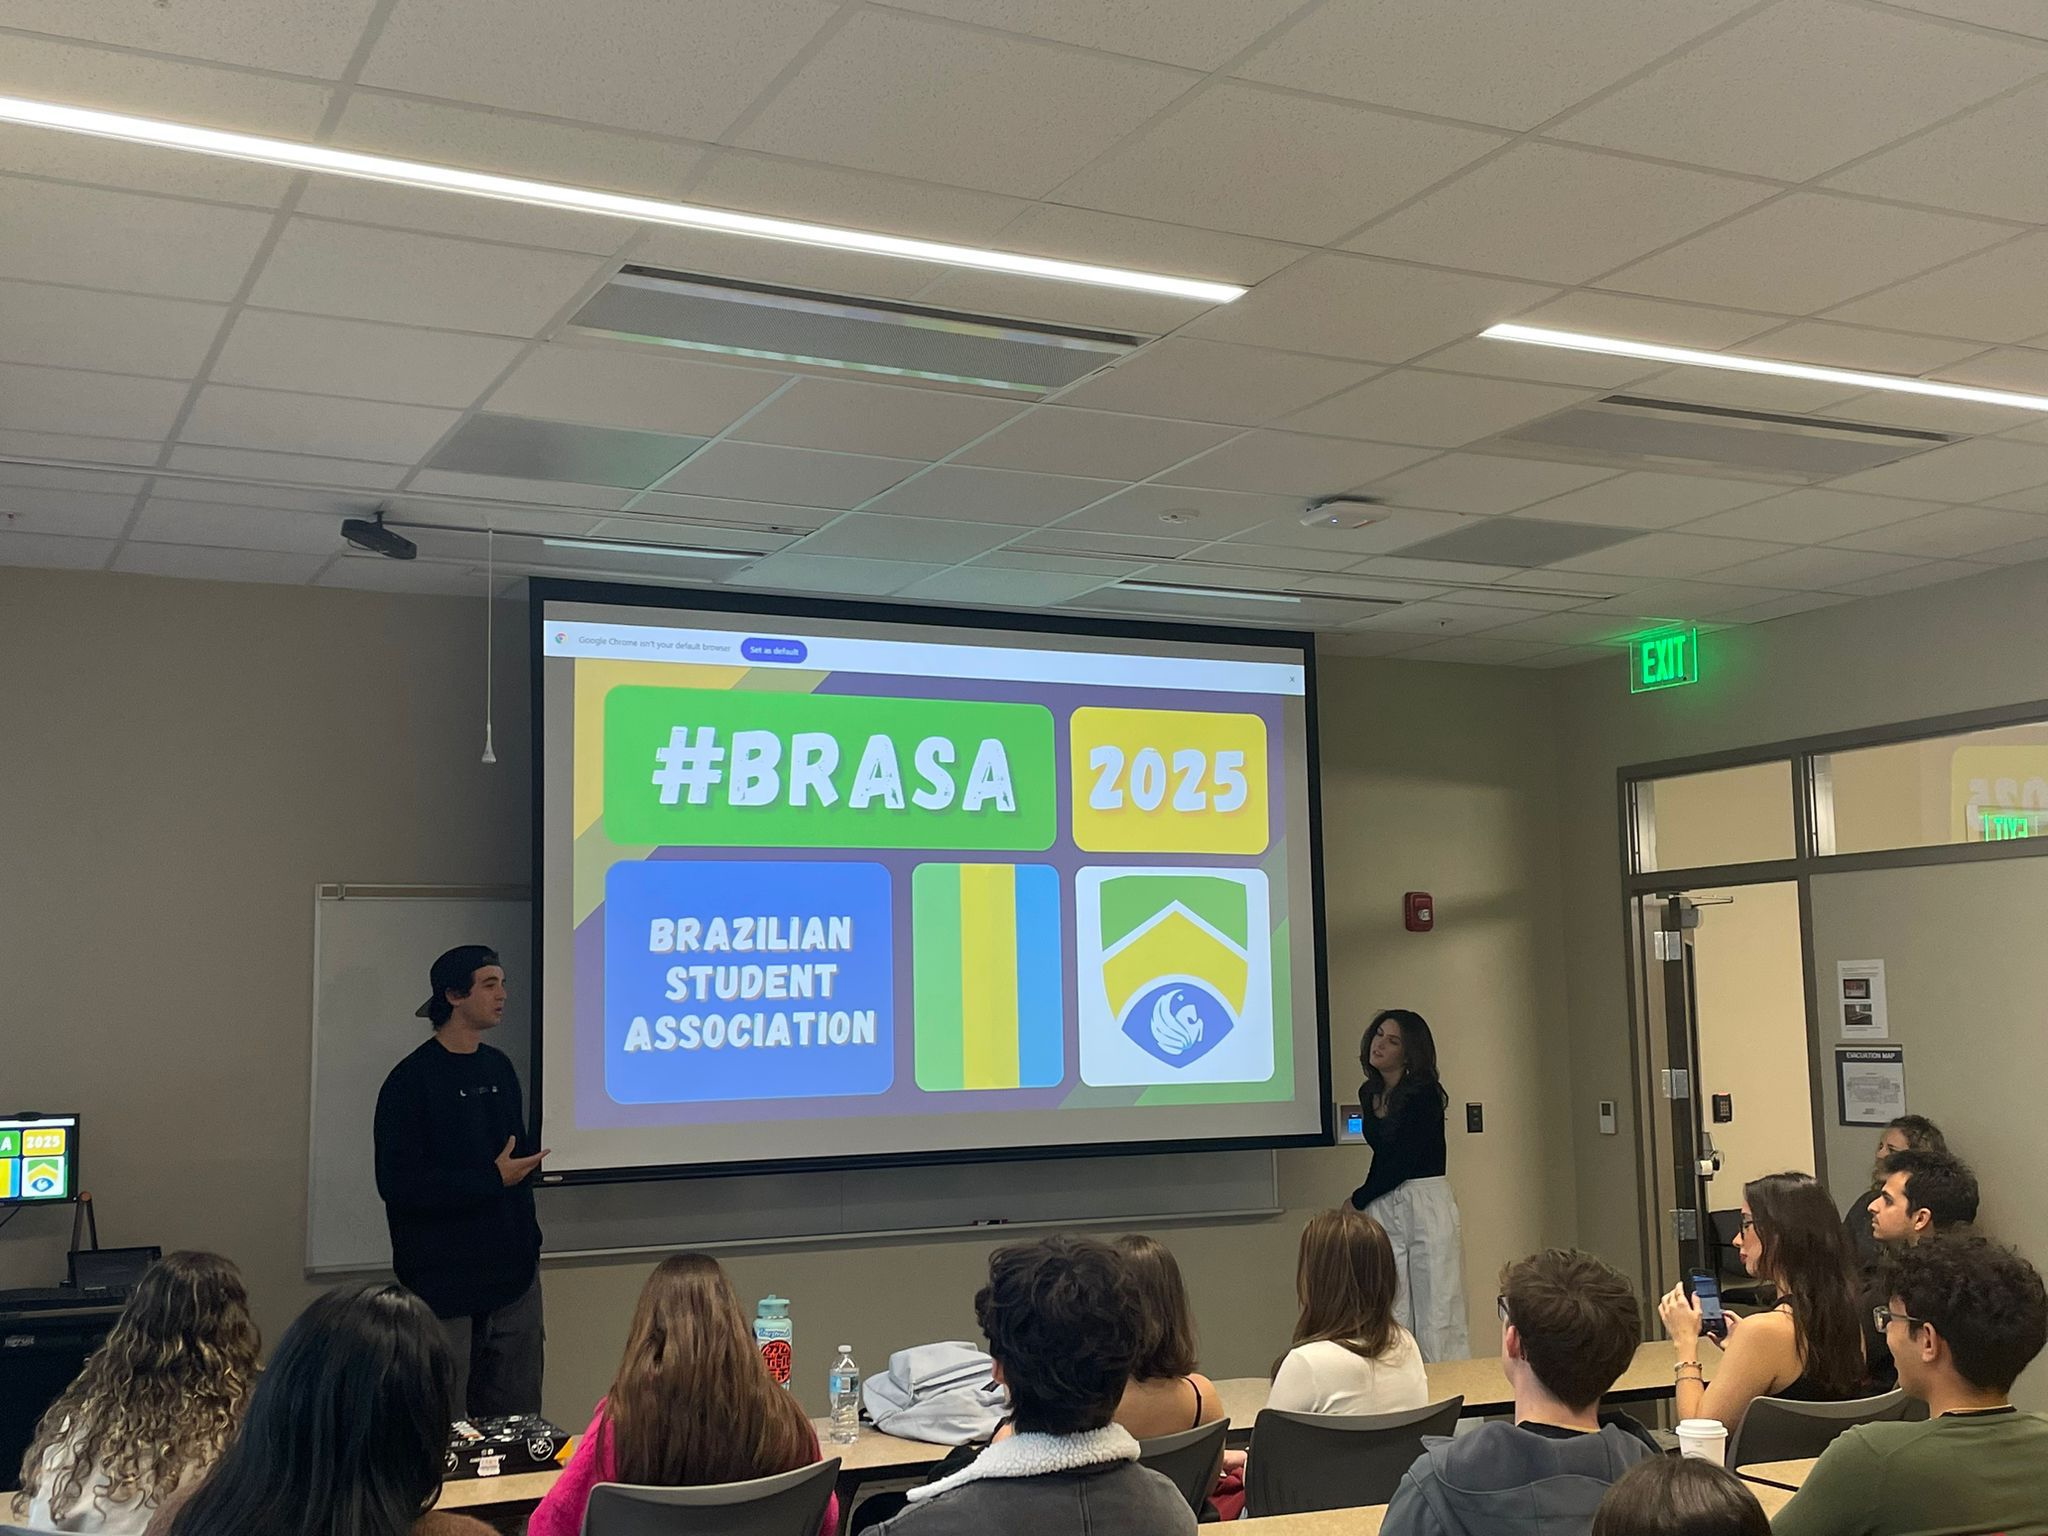 Google Chrome isn't your default browser
Set as default
#BRASA
2025
BRAZILIAN
STUDENT
ASSOCIATION
EXIT
EVACUATION MAP
A 2025